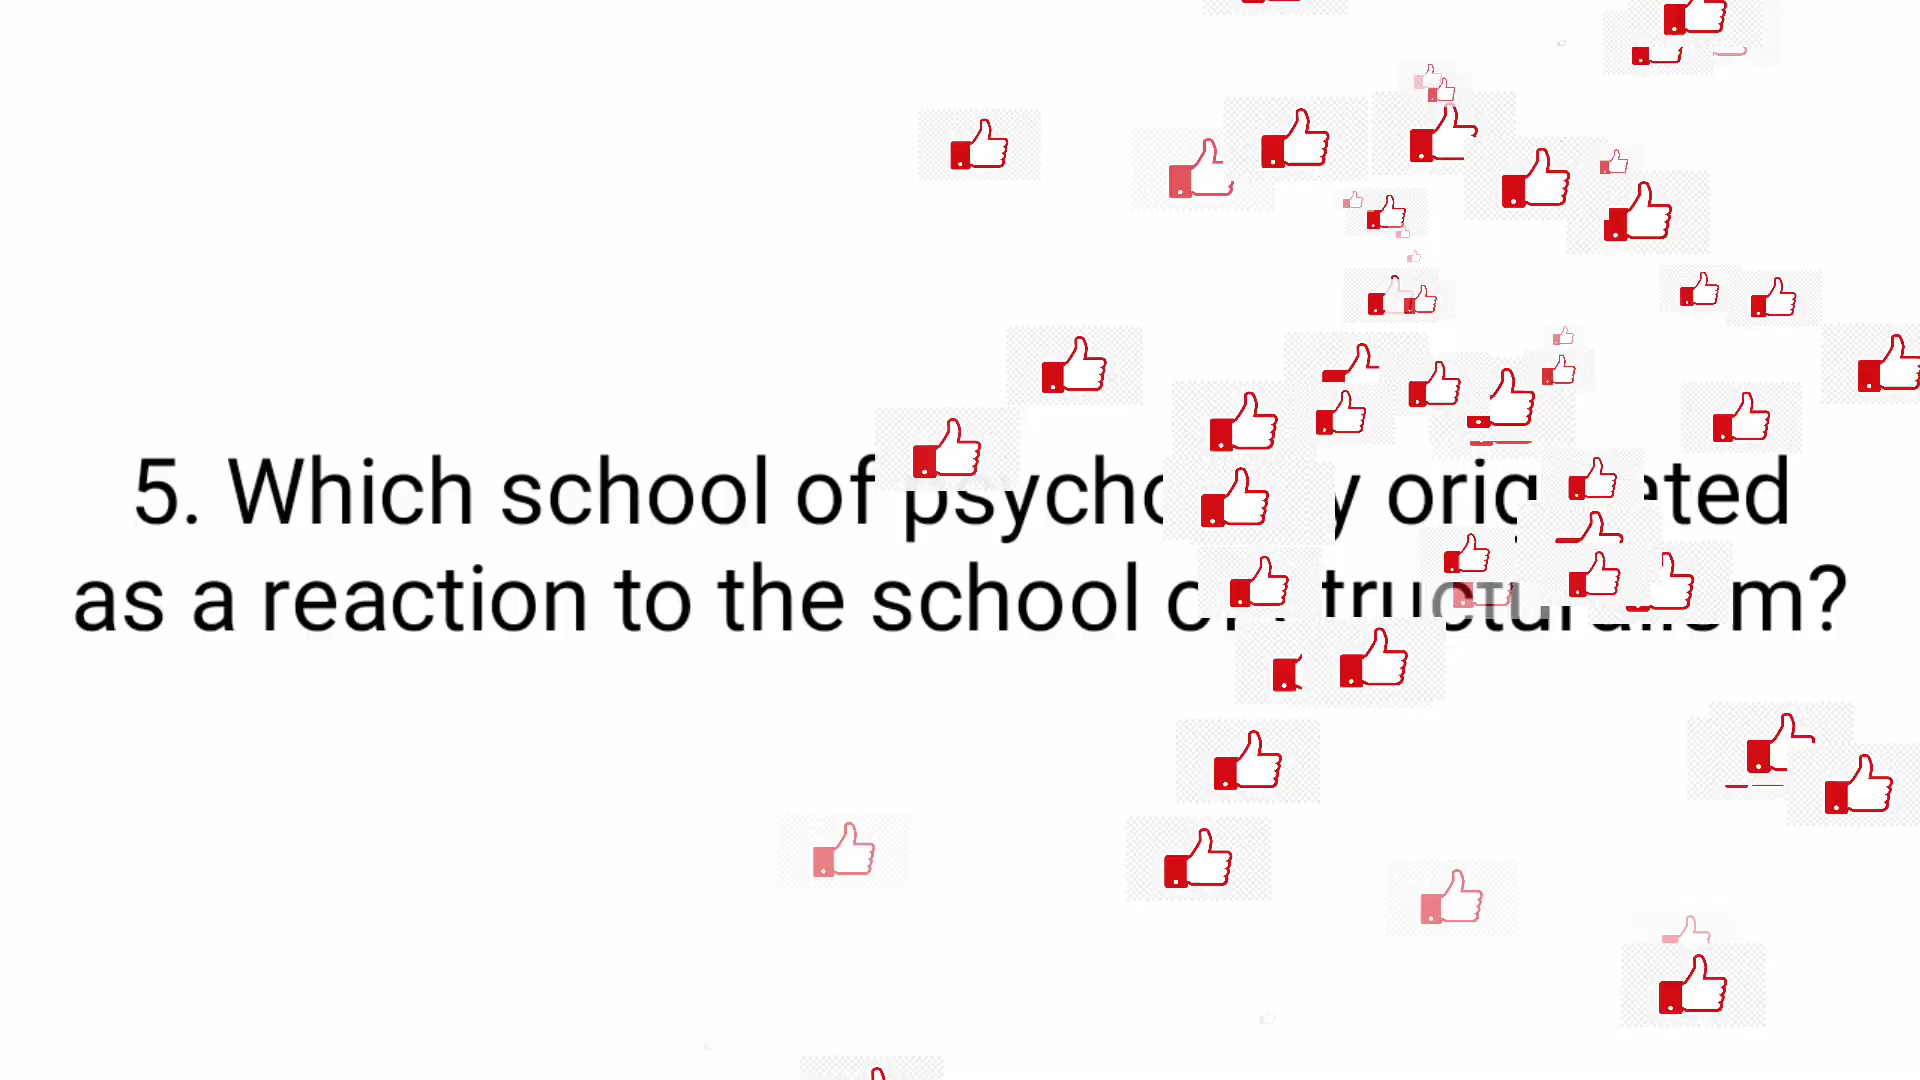 5. Which school of psychology originated
as a reaction to the school of structuralism?